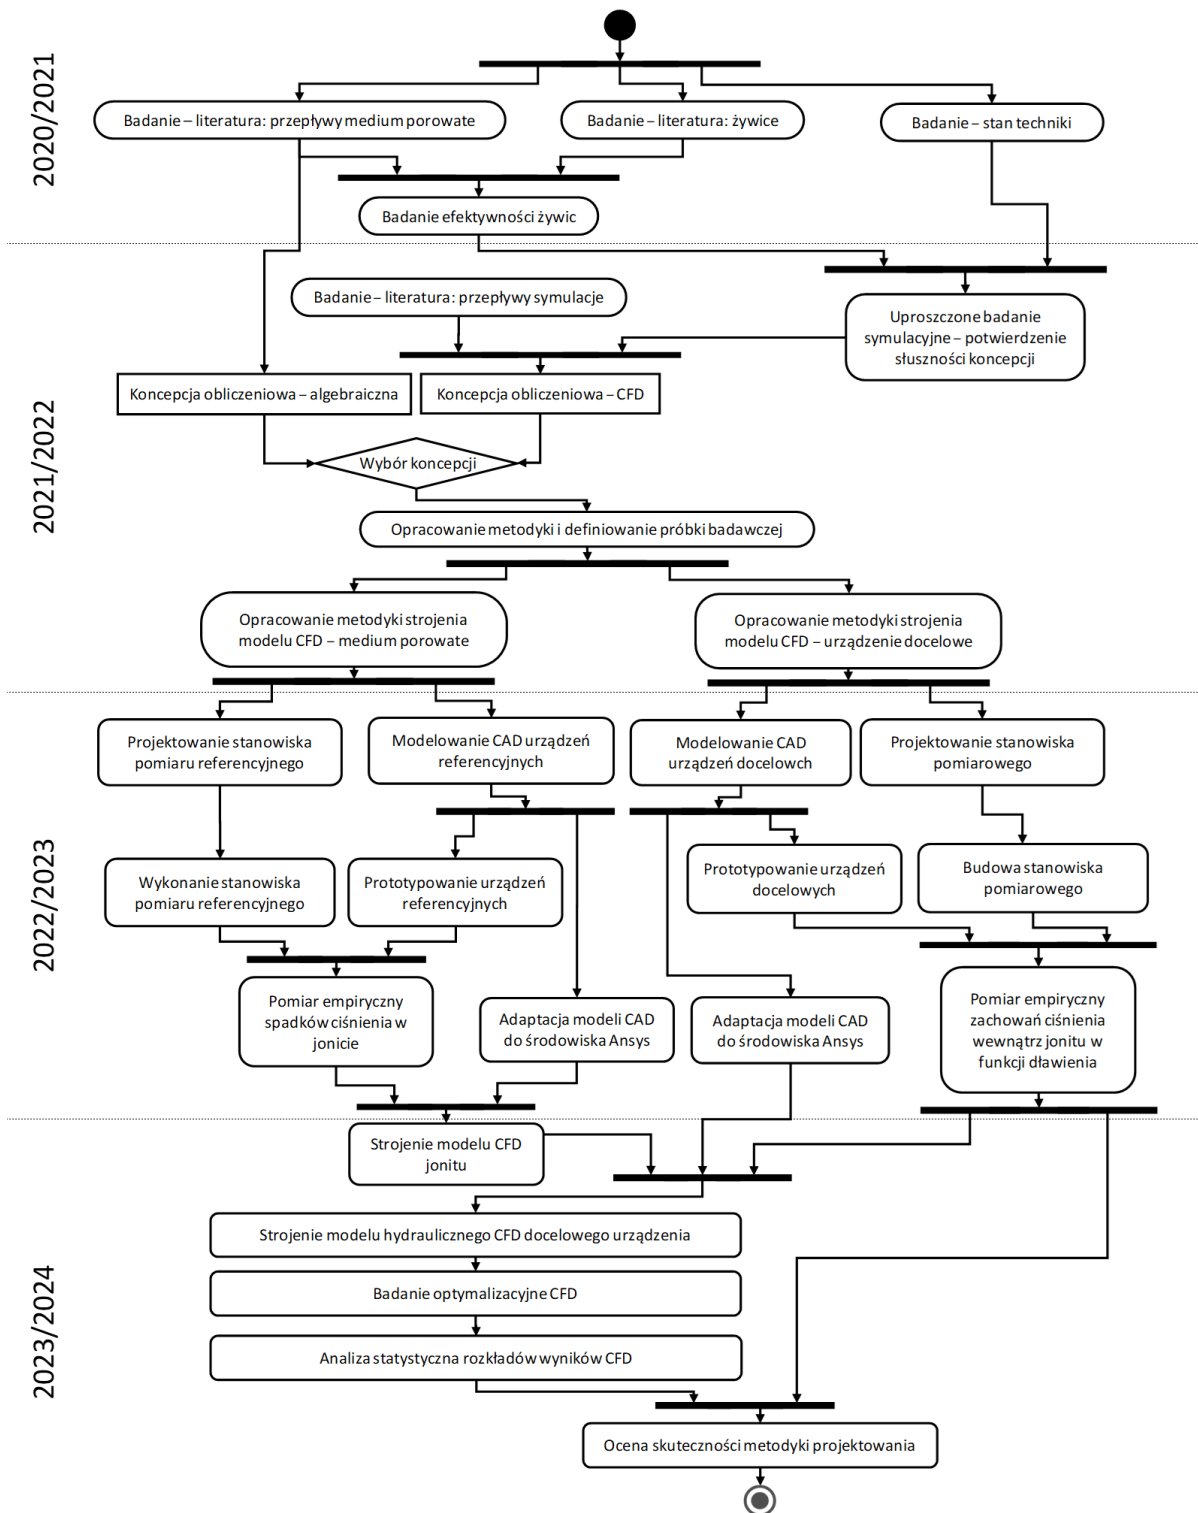 2020/2021
Badanie – literatura: przepływy medium porowate
Badanie – literatura: żywice
Badanie – stan techniki
Badanie efektywności żywic
2021/2022
Badanie – literatura: przepływy symulacje
Uproszczone badanie
symulacyjne – potwierdzenie
słuszności koncepcji
Koncepcja obliczeniowa – algebraiczna
Koncepcja obliczeniowa – CFD
Wybór koncepcji
Opracowanie metodyki i definiowanie próbki badawczej
Opracowanie metodyki strojenia
modelu CFD – medium porowate
Opracowanie metodyki strojenia
modelu CFD – urządzenie docelowe
2022/2023
Projektowanie stanowiska
pomiaru referencyjnego
Modelowanie CAD urządzeń
referencyjnych
Modelowanie CAD
urządzeń docelowch
Projektowanie stanowiska
pomiarowego
Wykonanie stanowiska
pomiaru referencyjnego
Prototypowanie urządzeń
referencyjnych
Prototypowanie urządzeń
docelowych
Budowa stanowiska
pomiarowego
Pomiar empiryczny
spadków ciśnienia w
jonicie
Adaptacja modeli CAD
do środowiska Ansys
Adaptacja modeli CAD
do środowiska Ansys
Pomiar empiryczny
zachowań ciśnienia
wewnątrz jonitu w
funkcji dławienia
2023/2024
Strojenie modelu CFD
jonitu
Strojenie modelu hydraulicznego CFD docelowego urządzenia
Badanie optymalizacyjne CFD
Analiza statystyczna rozkładów wyników CFD
Ocena skuteczności metodyki projektowania